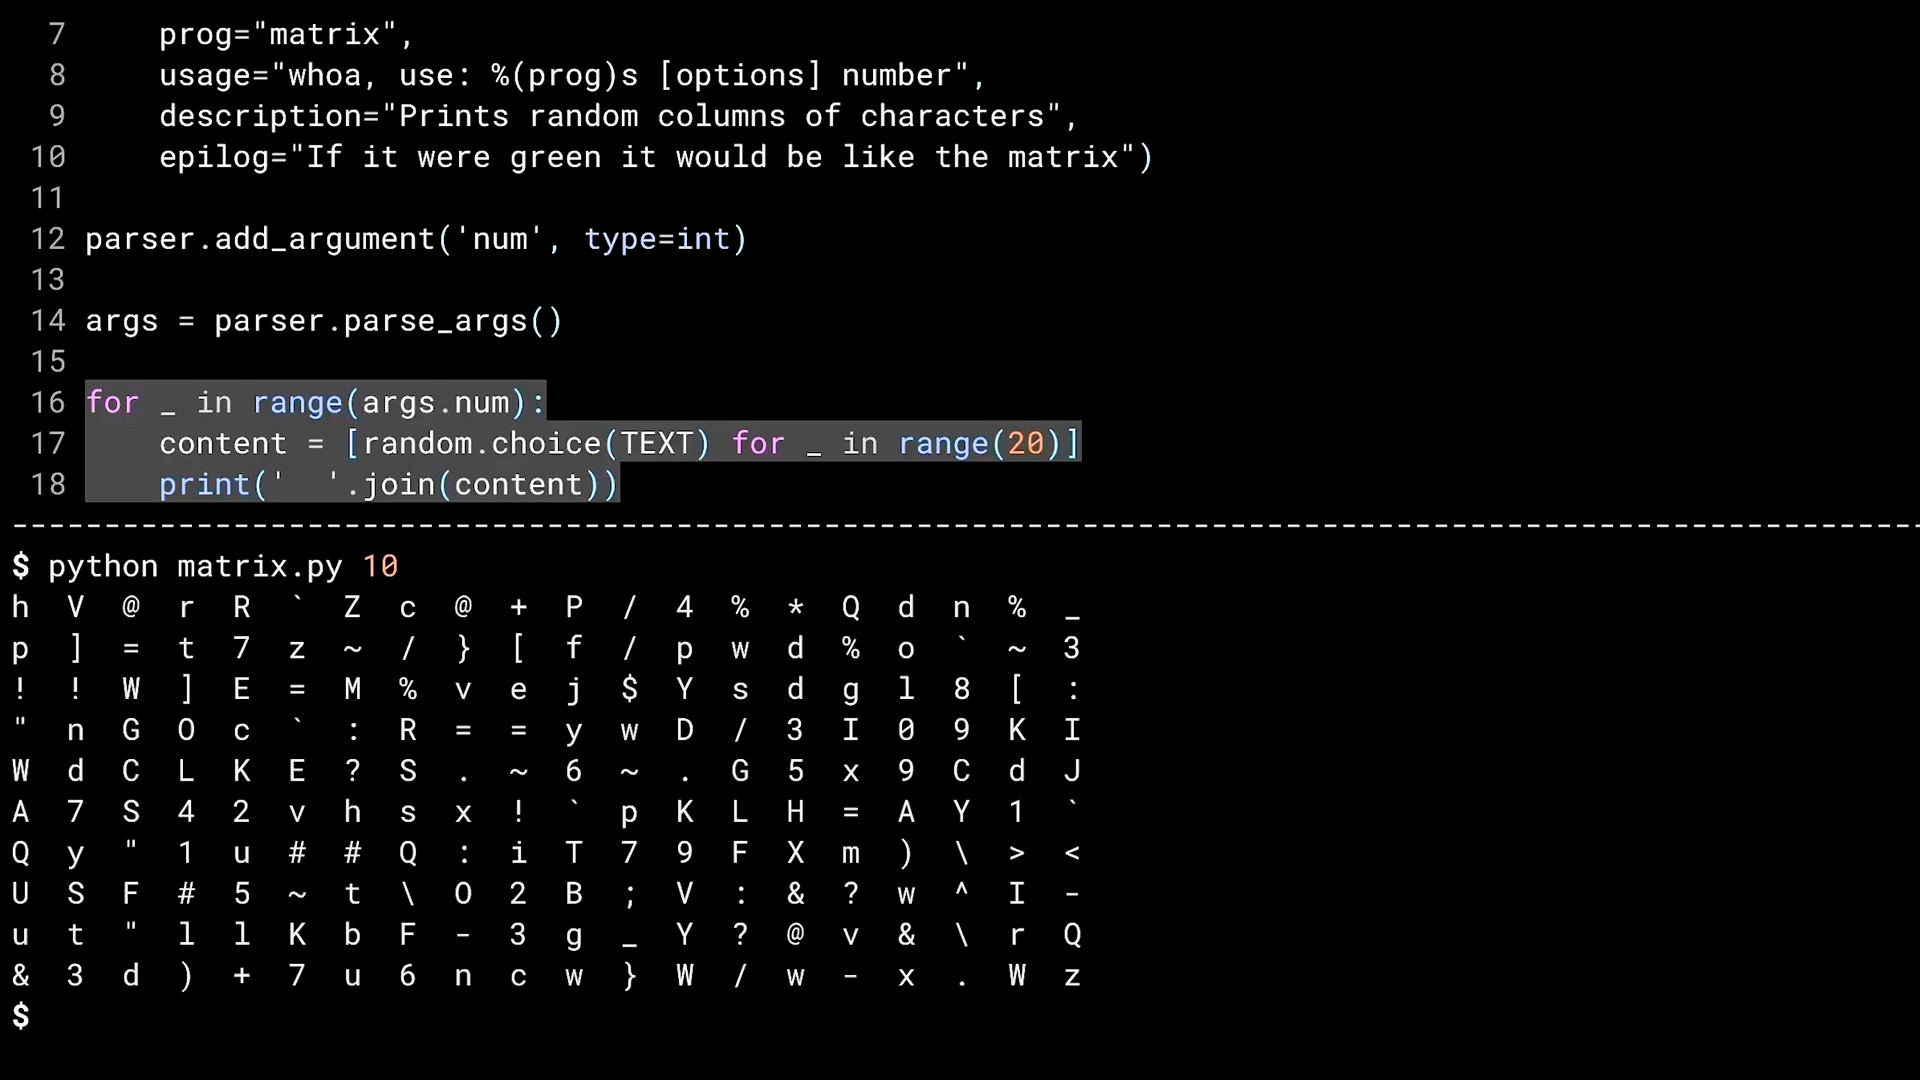 7     prog="matrix",
8     usage="whoa, use: %(prog)s [options] number",
9     description="Prints random columns of characters",
10     epilog="If it were green it would be like the matrix")
11
12 parser.add_argument('num', type=int)
13
14 args = parser.parse_args()
15
16 for _ in range(args.num):
17     content = [random.choice(TEXT) for _ in range(20)]
18     print('  '.join(content))
--------------------------------------------------------------------------------------------------------
$ python matrix.py 10
h  V  @  r  R  `  Z  c  @  +  P  /  4  %  *  Q  d  n  %  _
p  ]  =  t  7  z  ~  /  }  [  f  /  p  w  d  %  o  `  ~  3
!  !  W  ]  E  =  M  %  v  e  j  $  Y  s  d  g  l  8  [  :
"  n  G  O  c  `  :  R  =  =  y  w  D  /  3  I  0  9  K  I
W  d  C  L  K  E  ?  S  .  ~  6  ~  .  G  5  x  9  C  d  J
A  7  S  4  2  v  h  s  x  !  `  p  K  L  H  =  A  Y  1  `
Q  y  "  1  u  #  #  Q  :  i  T  7  9  F  X  m  )  \  >  <
U  S  F  #  5  ~  t  \  O  2  B  ;  V  :  &  ?  w  ^  I  -
u  t  "  l  l  K  b  F  -  3  g  _  Y  ?  @  v  &  \  r  Q
&  3  d  )  +  7  u  6  n  c  w  }  W  /  w  -  x  .  W  z
$